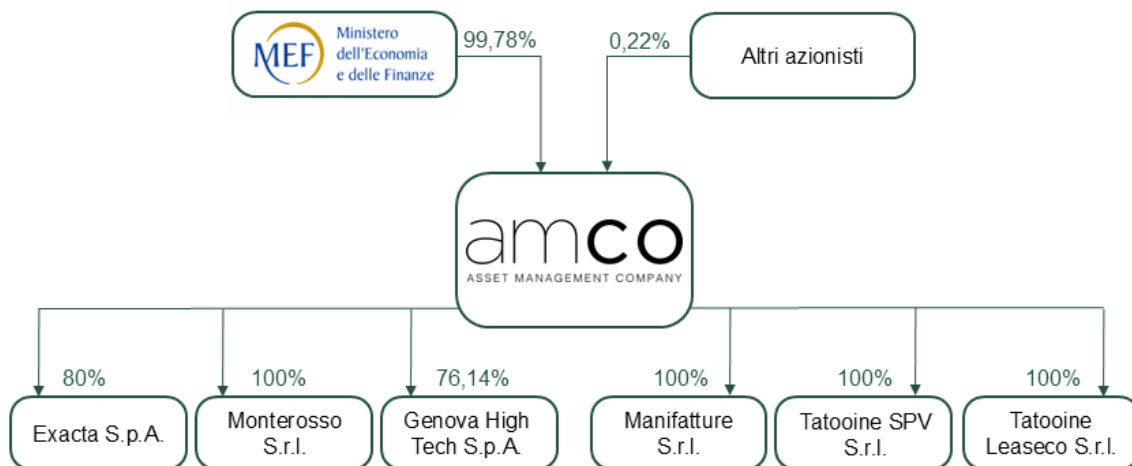 MEF
Ministero
dell'Economia
e delle Finanze
99,78%
0,22%
Altri azionisti
amco
ASSET MANAGEMENT COMPANY
80%
100%
76,14%
100%
100%
100%
Exacta S.p.A.
Monterosso
S.r.l.
Genova High
Tech S.p.A.
Manifatture
S.r.l.
Tatooine SPV
S.r.l.
Tatooine
Leaseco S.r.l.